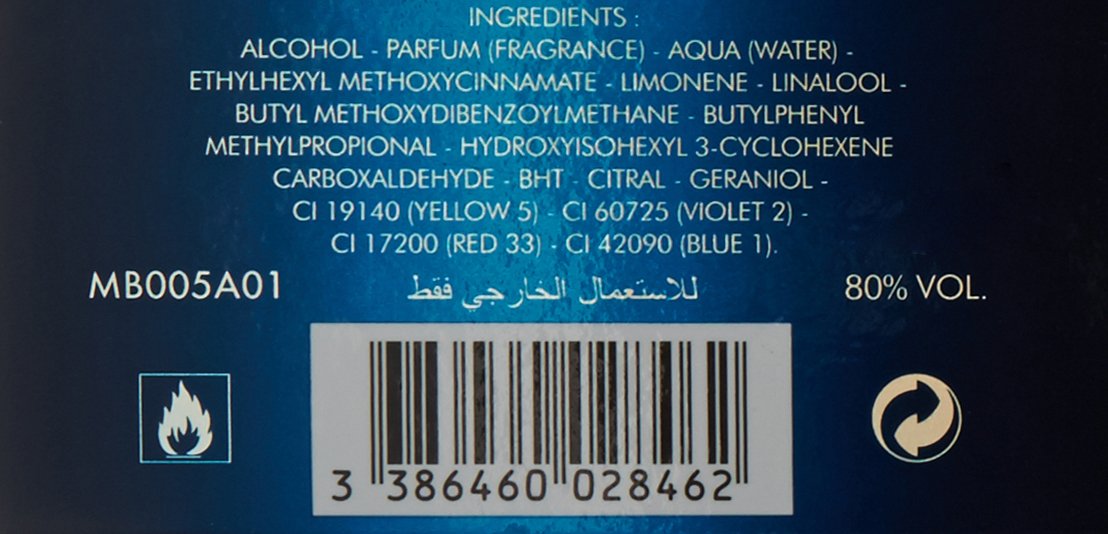 INGREDIENTS :
ALCOHOL - PARFUM (FRAGRANCE) - AQUA (WATER) -
ETHYLHEXYL METHOXYCINNAMATE - LIMONENE - LINALOOL -
BUTYL METHOXYDIBENZOYLMETHANE - BUTYLPHENYL
METHYLPROPIONAL - HYDROXYISOHEXYL 3-CYCLOHEXENE
CARBOXALDEHYDE - BHT - CITRAL - GERANIOL -
CI 19140 (YELLOW 5) - CI 60725 (VIOLET 2) -
CI 17200 (RED 33) - CI 42090 (BLUE 1).
MB005A01 للاستعمال الخارجي فقط 80% VOL.
3 386460 028462